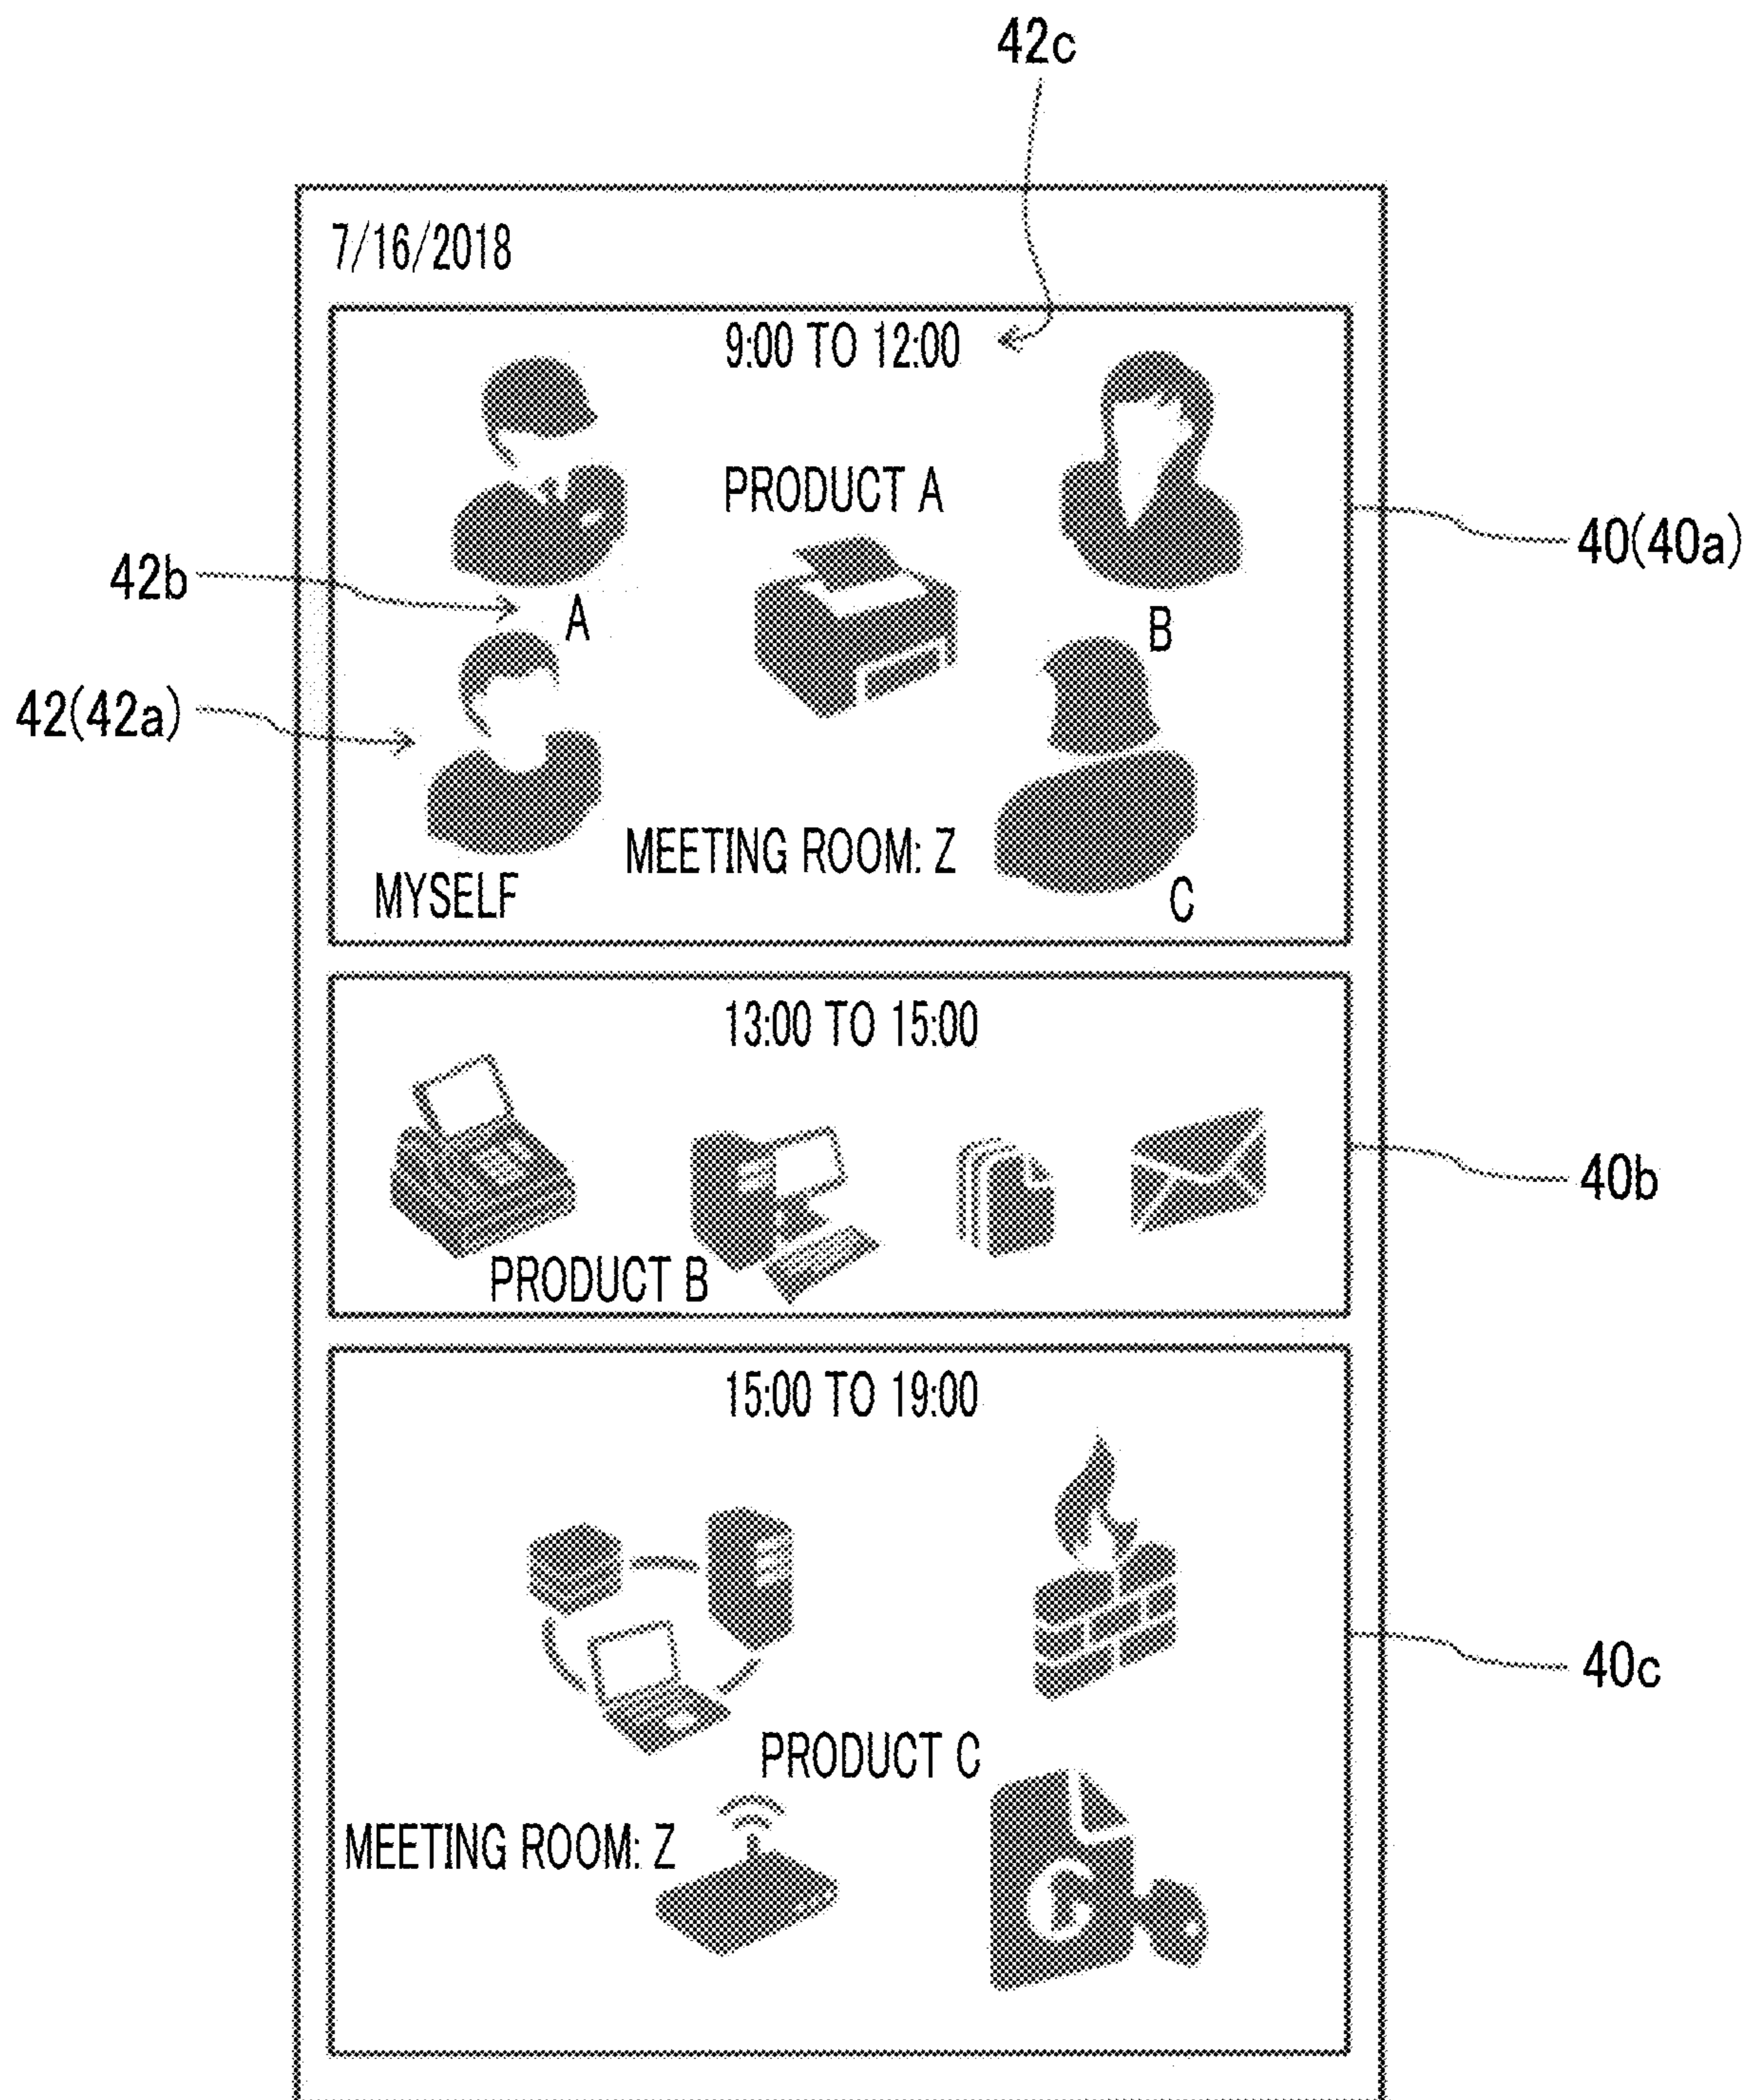 42c
7/16/2018
9:00 TO 12:00
PRODUCT A
40(40a)
42b
A
B
42(42a)
MEETING ROOM: Z
MYSELF
C
13:00 TO 15:00
40b
PRODUCT B
15:00 TO 19:00
40c
PRODUCT C
MEETING ROOM: Z
C